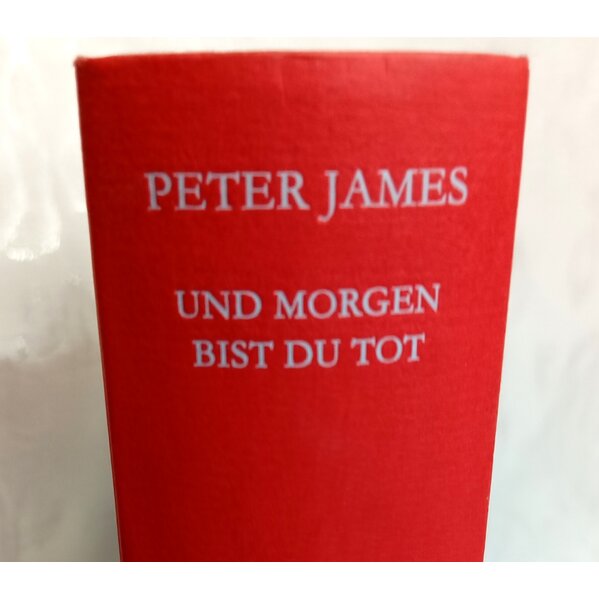 PETER JAMES
UND MORGEN
BIST DU TOT